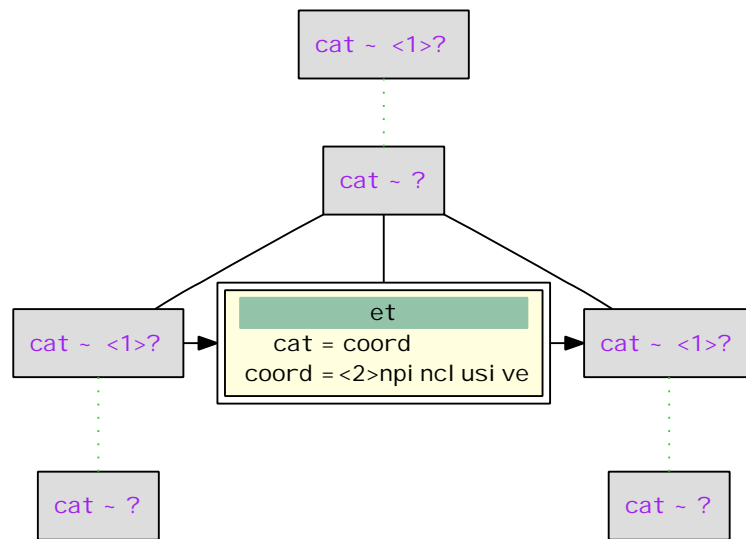 cat ~ <1>?
cat ~ ?
et
cat ~ <1>?
cat = coord
cat ~ <1>?
coord =<2>npinclusive
cat ~ ?
cat ~ ?